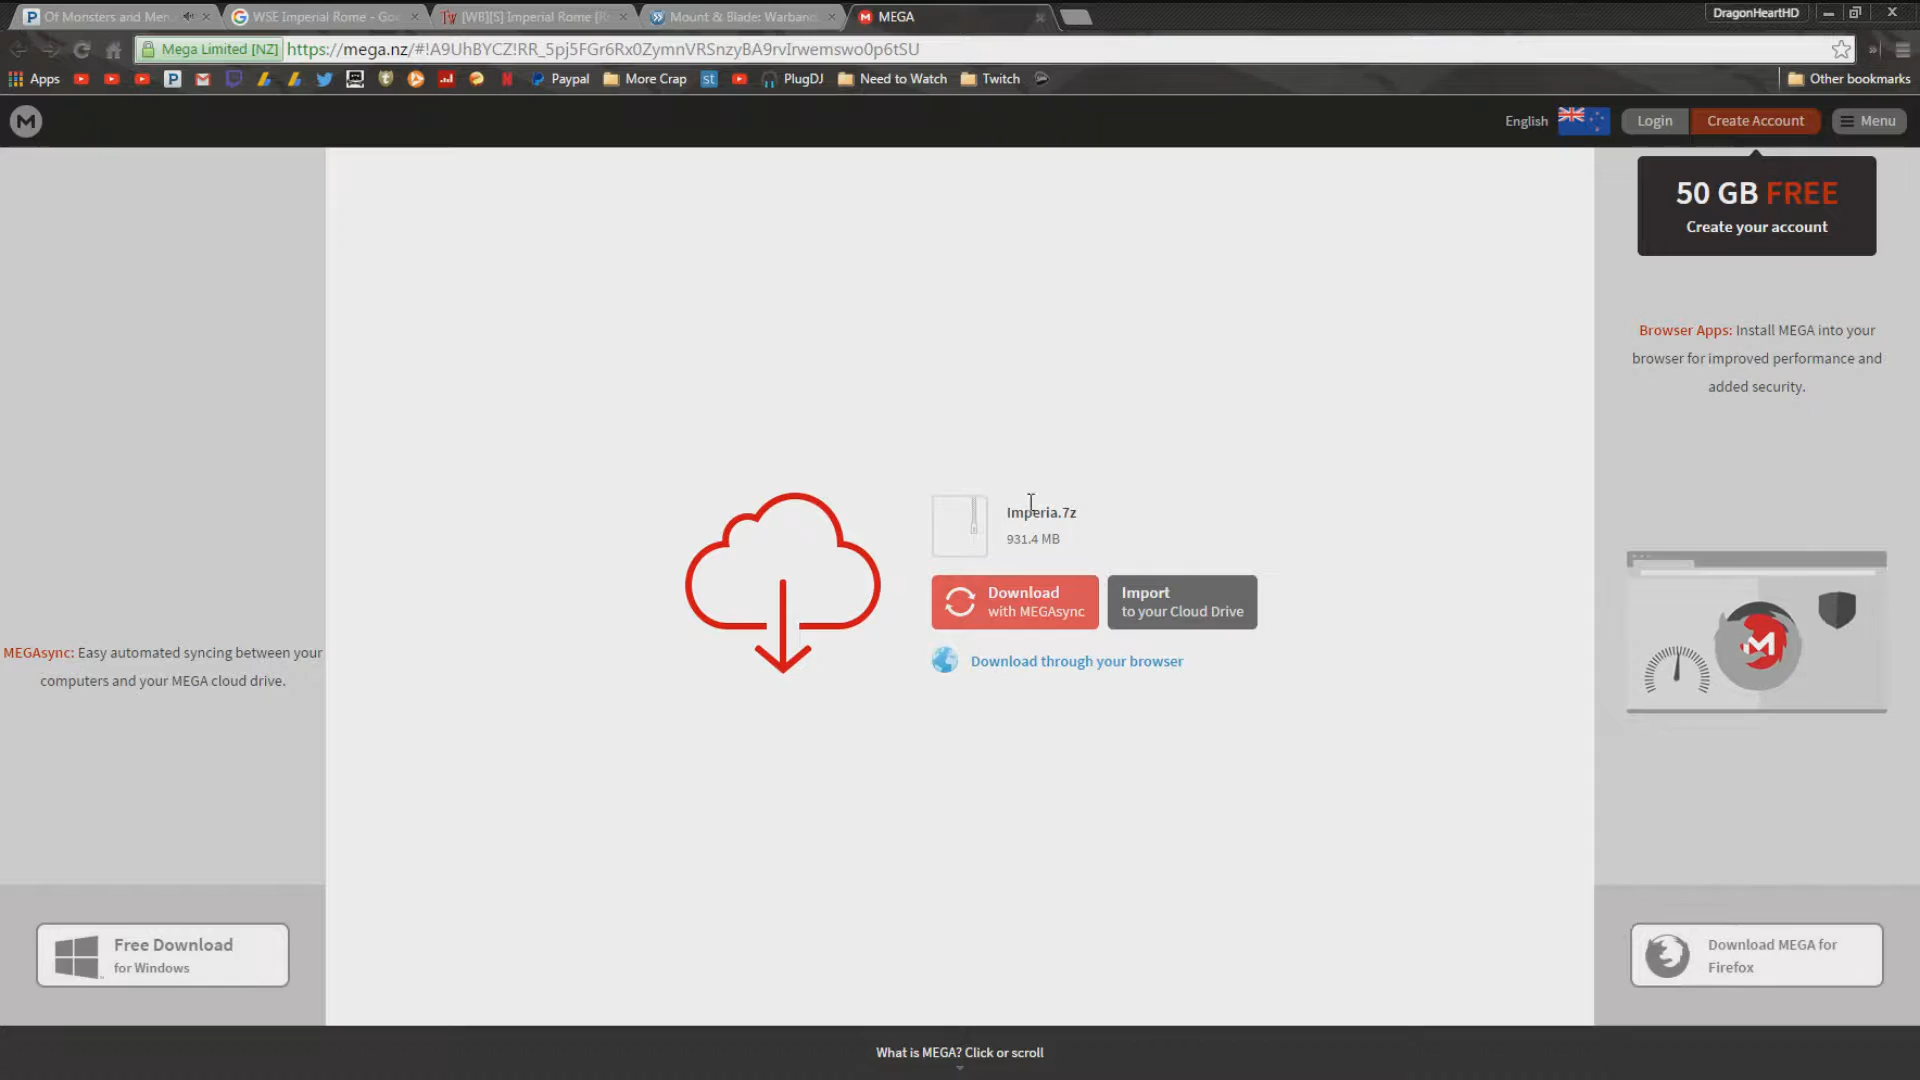 Of Monsters and Men
WSE Imperial Rome - Goo
[WB][S] Imperial Rome [R
Mount & Blade: Warband
MEGA
DragonHeartHD
Mega Limited [NZ]
https://mega.nz/#!A9UhBYCZ!RR_5pj5FGr6Rx0ZymnVRSnzyBA9rvIrwemswo0p6tSU
Apps
Paypal
More Crap
PlugDJ
Need to Watch
Twitch
Other bookmarks
M
English
Login
Create Account
Menu
50 GB FREE
Create your account
Browser Apps: Install MEGA into your
browser for improved performance and
added security.
Imperia.7z
931.4 MB
Download
with MEGAsync
Import
to your Cloud Drive
Download through your browser
MEGAsync: Easy automated syncing between your
computers and your MEGA cloud drive.
Free Download
for Windows
Download MEGA for
Firefox
What is MEGA? Click or scroll